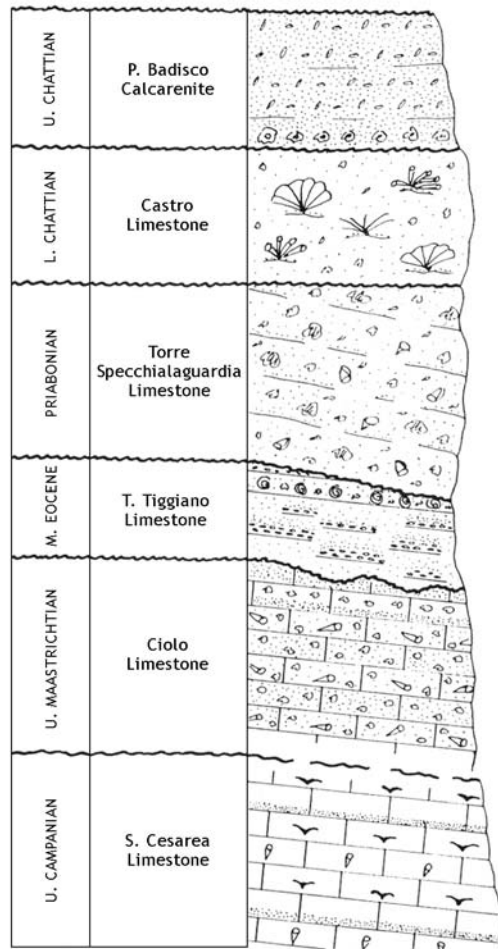 U. CHATTIAN
P. Badisco
Calcarenite
L. CHATTIAN
Castro
Limestone
PRIABONIAN
Torre
Specchialaguardia
Limestone
M. EOCENE
T. Tiggiano
Limestone
U. MAASTRICHTIAN
Ciolo
Limestone
U. CAMPANIAN
S. Cesarea
Limestone